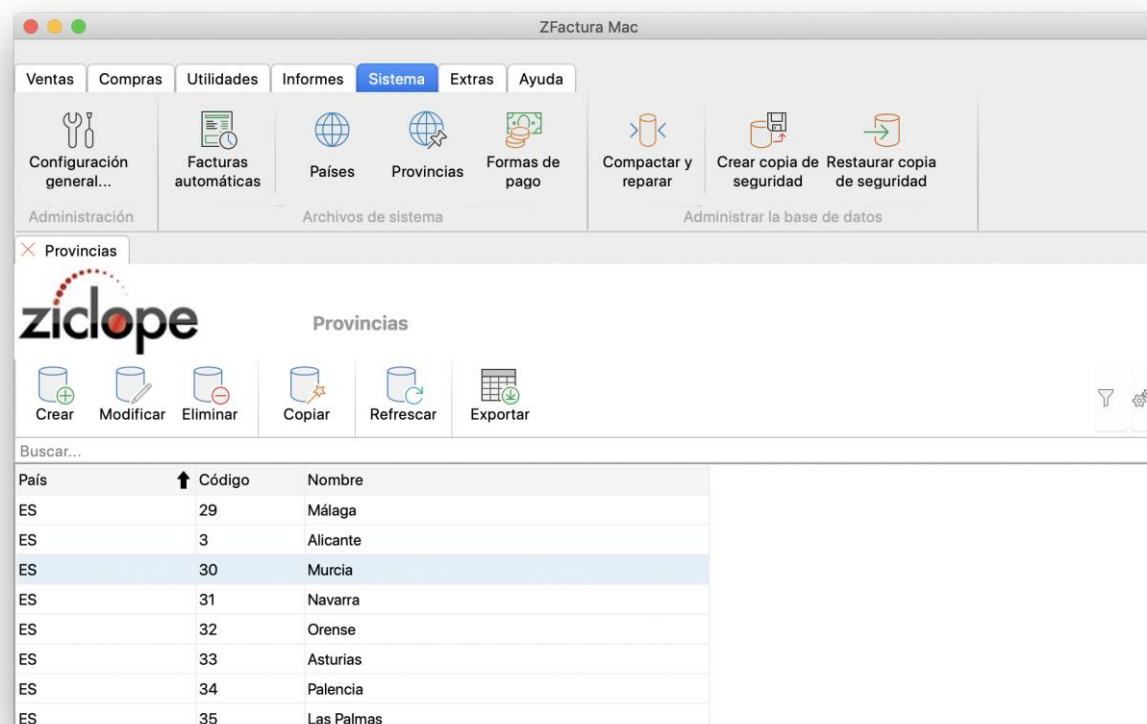 ZFactura Mac
Ventas Compras Utilidades Informes Sistema Extras Ayuda
Configuración general... Facturas automáticas Países Provincias Formas de pago Compactar y reparar Crear copia de seguridad Restaurar copia de seguridad
Administración Archivos de sistema Administrar la base de datos
Provincias
ziclope Provincias
Crear Modificar Eliminar Copiar Refrescar Exportar
Buscar...
País Código Nombre
ES 29 Málaga
ES 3 Alicante
ES 30 Murcia
ES 31 Navarra
ES 32 Orense
ES 33 Asturias
ES 34 Palencia
ES 35 Las Palmas